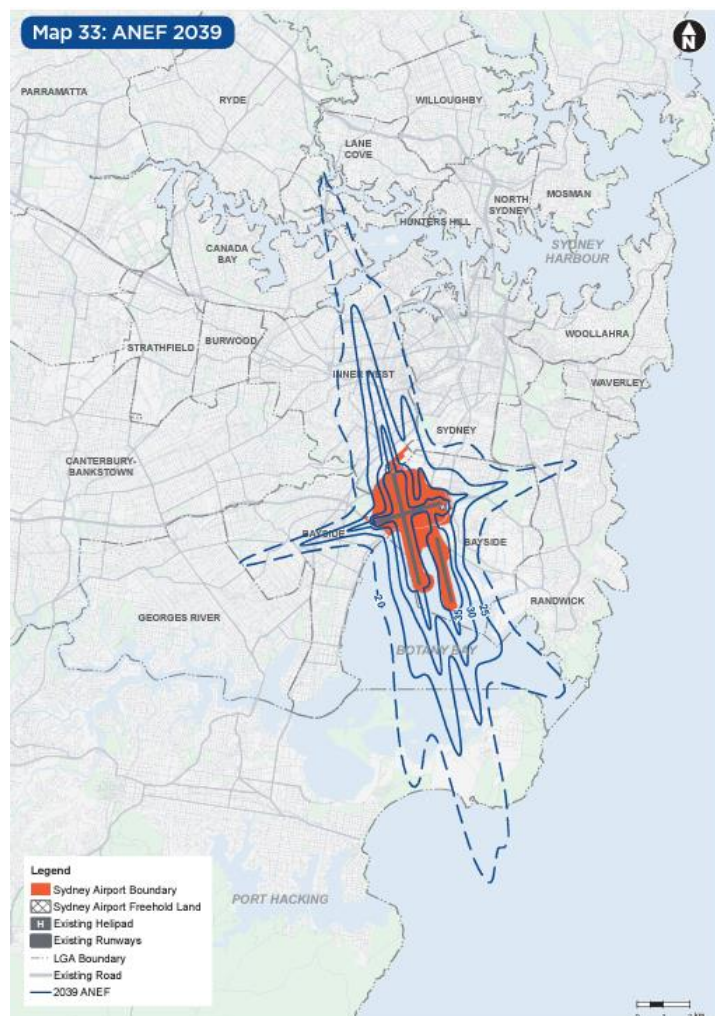 Map 33: ANEF 2039
N
PARRAMATTA
RYDE
WILLOUGHBY
LANE
COVE
NORTH
SYDNEY
MOSMAN
HUNTERS HILL
CANADA
BAY
SYDNEY
HARBOUR
STRATHFIELD
BURWOOD
WOOLLAHRA
INNER WEST
WAVERLEY
SYDNEY
CANTERBURY-
BANKSTOWN
BAYSIDE
BAYSIDE
20
35
30
25
RANDWICK
GEORGES RIVER
BOTANY BAY
Legend
Sydney Airport Boundary
Sydney Airport Freehold Land
H Existing Helipad
Existing Runways
LGA Boundary
Existing Road
2039 ANEF
PORT HACKING